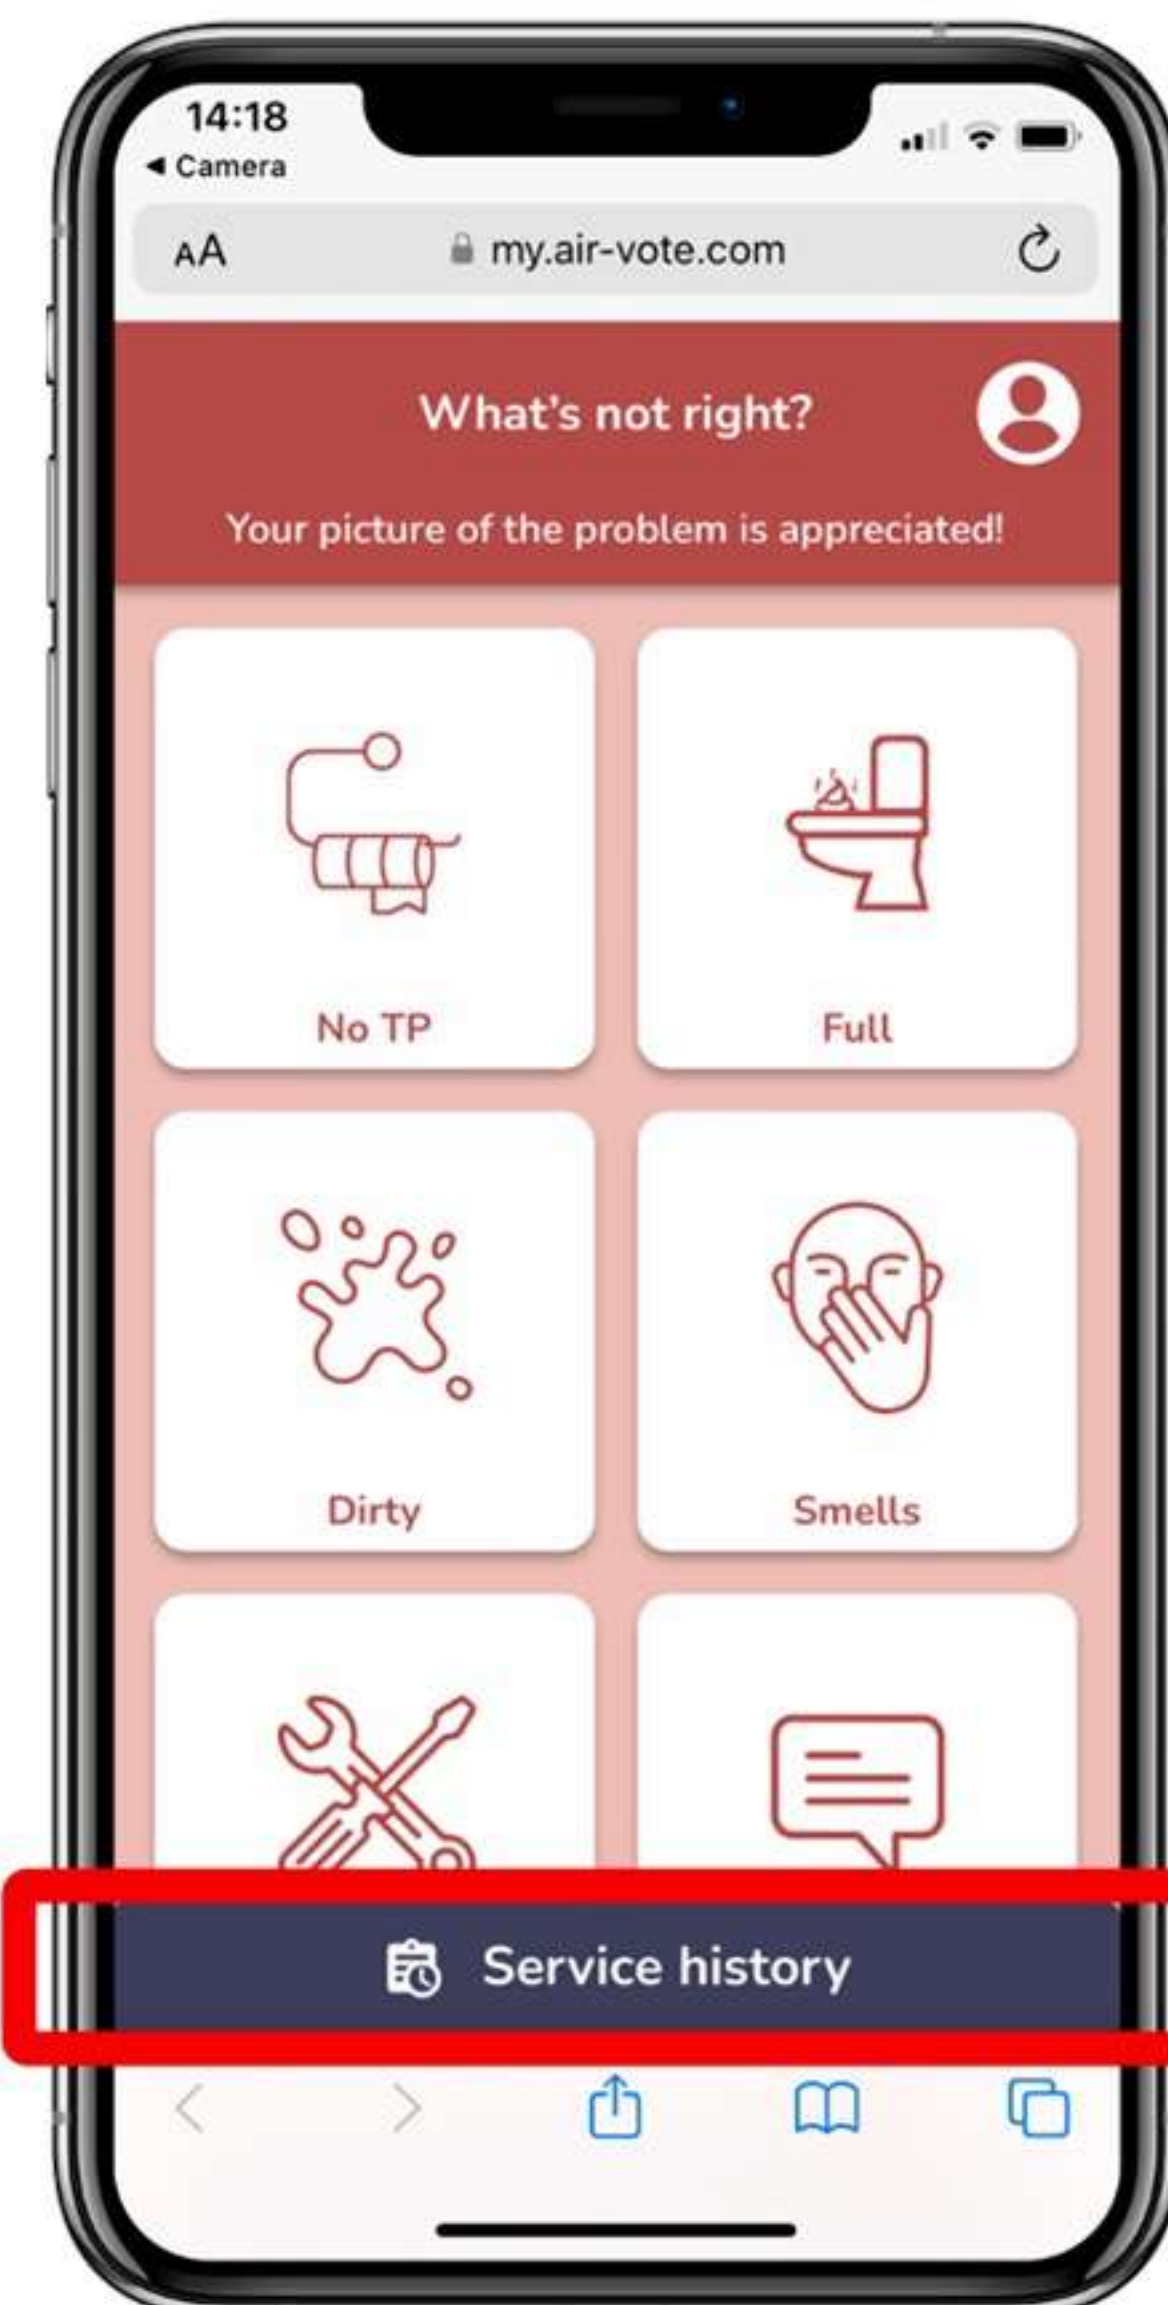 14:18
◀ Camera
AA my.air-vote.com
What's not right?
Your picture of the problem is appreciated!
No TP Full
Dirty Smells
Service history